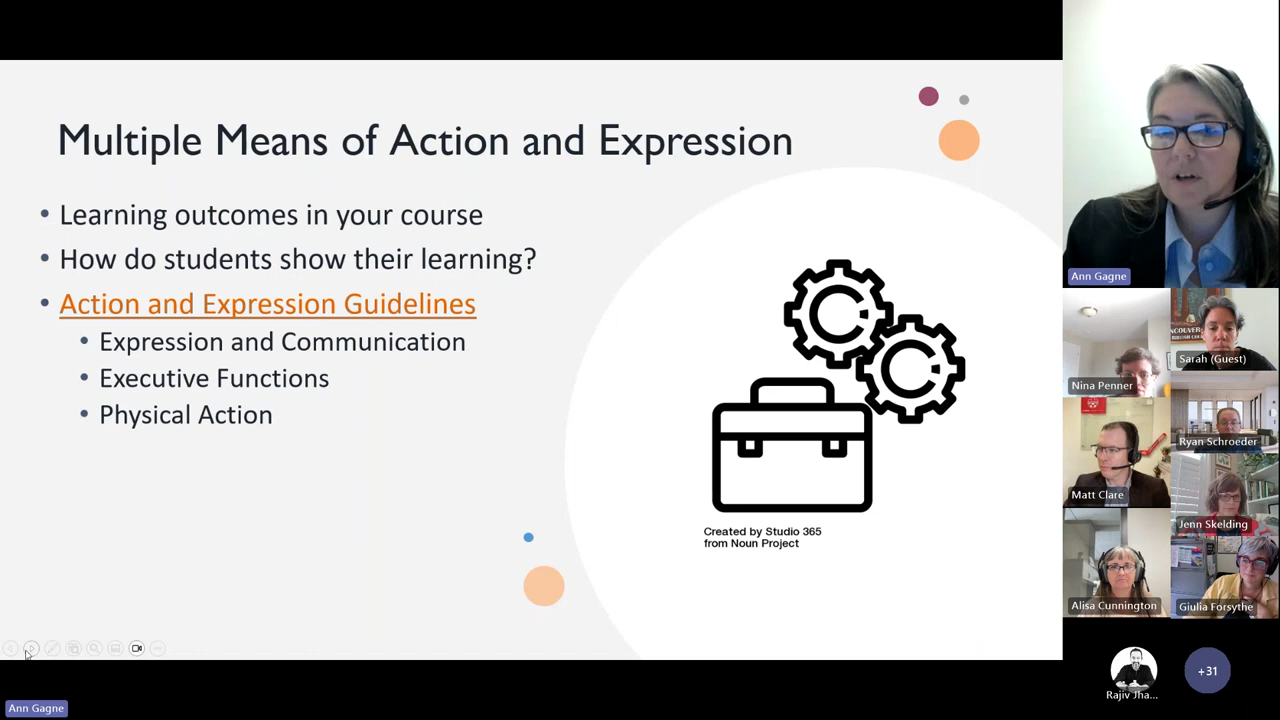 Multiple Means of Action and Expression
• Learning outcomes in your course
• How do students show their learning?
• Action and Expression Guidelines
• Expression and Communication
• Executive Functions
• Physical Action
Created by Studio 365
from Noun Project
Ann Gagne
Ann Gagne
Nina Penner
Sarah (Guest)
Matt Clare
Ryan Schroeder
Jenn Skelding
Alisa Cunnington
Giulia Forsythe
Rajiv Jha...
+31